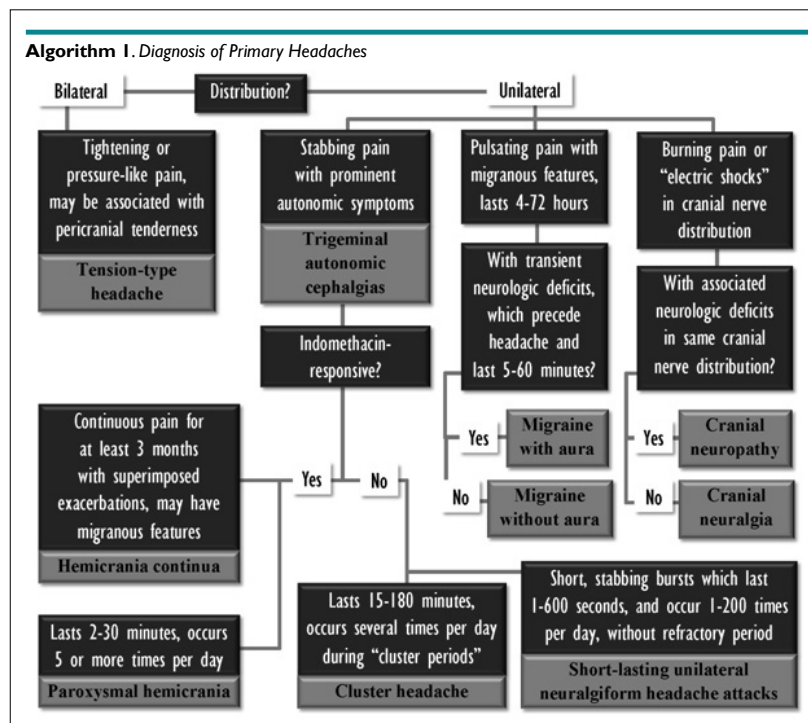 Algorithm 1. Diagnosis of Primary Headaches
Bilateral
Distribution?
Unilateral
Tightening or
pressure-like pain,
may be associated with
pericranial tenderness
Tension-type
headache
Stabbing pain
with prominent
autonomic symptoms
Trigeminal
autonomic
cephalgias
Indomethacin-
responsive?
Pulsating pain with
migranous features,
lasts 4-72 hours
With transient
neurologic deficits,
which precede
headache and
last 5-60 minutes?
Yes
Migraine
with aura
No
Migraine
without aura
Burning pain or
“electric shocks”
in cranial nerve
distribution
With associated
neurologic deficits
in same cranial
nerve distribution?
Yes
Cranial
neuropathy
No
Cranial
neuralgia
Yes
No
Continuous pain for
at least 3 months
with superimposed
exacerbations, may have
migranous features
Hemicrania continua
Lasts 2-30 minutes, occurs
5 or more times per day
Paroxysmal hemicrania
Lasts 15-180 minutes,
occurs several times per day
during “cluster periods”
Cluster headache
Short, stabbing bursts which last
1-600 seconds, and occur 1-200 times
per day, without refractory period
Short-lasting unilateral
neuralgiform headache attacks